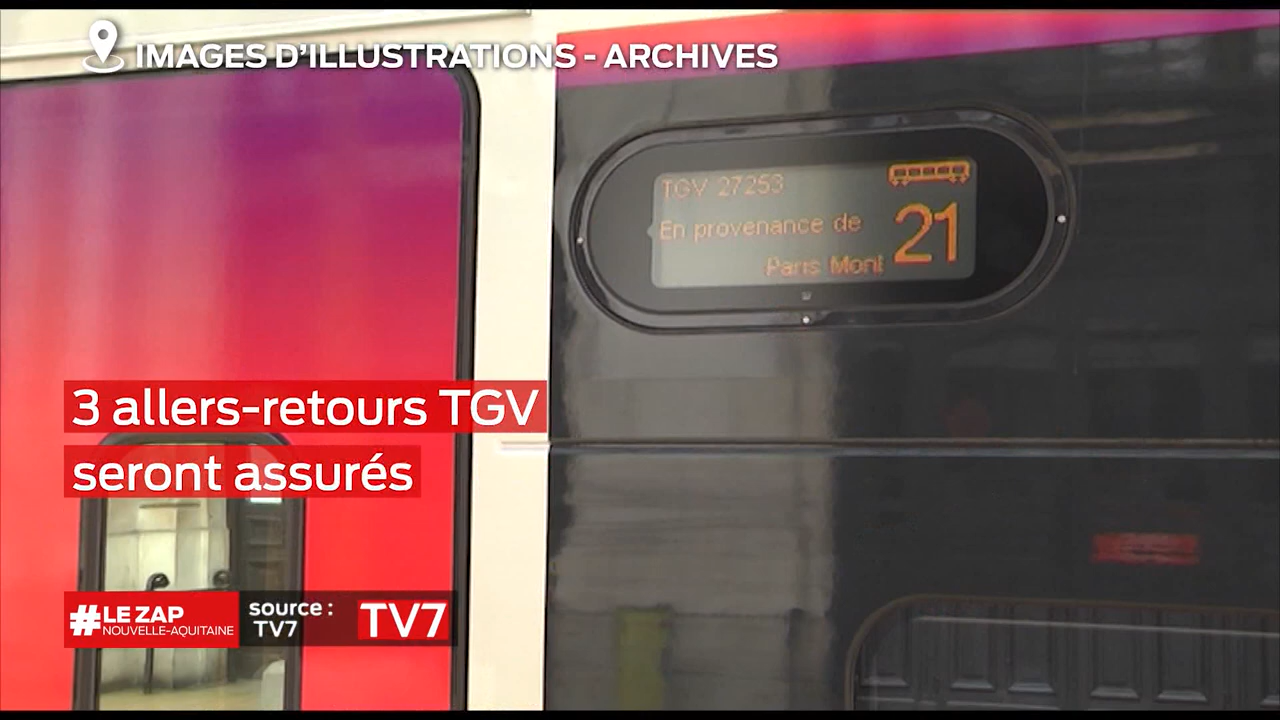 IMAGES D'ILLUSTRATIONS - ARCHIVES
TGV 27253
En provenance de
Paris Mont
21
3 allers-retours TGV
seront assurés
#LE ZAP
NOUVELLE-AQUITAINE
source :
TV7
TV7